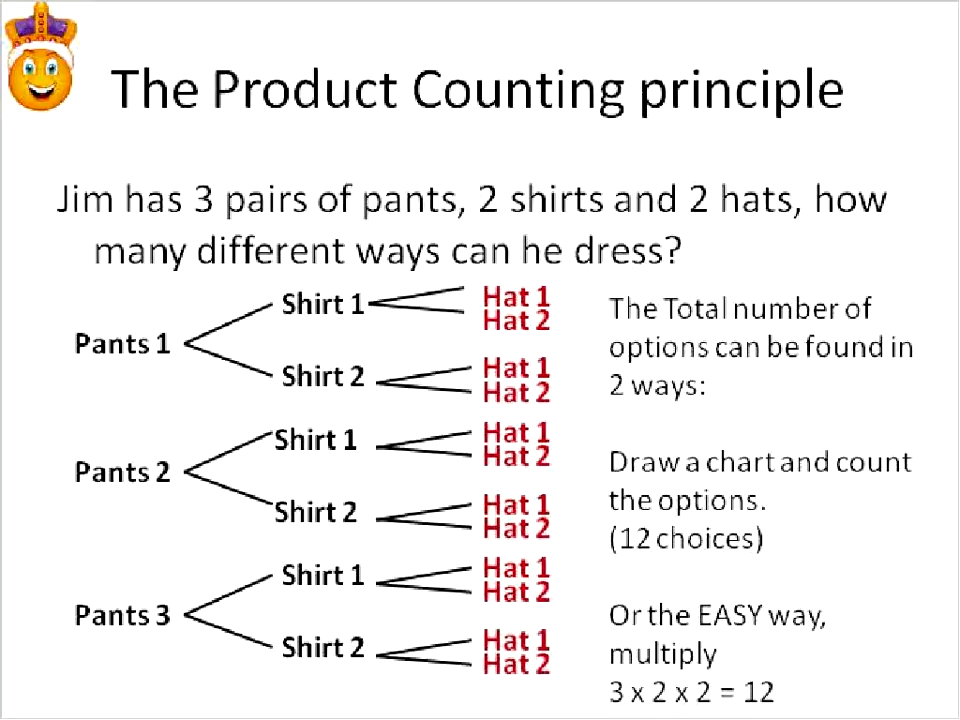 The Product Counting principle
Jim has 3 pairs of pants, 2 shirts and 2 hats, how
many different ways can he dress?
Pants 1
Shirt 1
Hat 1
Hat 2
Shirt 2
Hat 1
Hat 2
Pants 2
Shirt 1
Hat 1
Hat 2
Shirt 2
Hat 1
Hat 2
Pants 3
Shirt 1
Hat 1
Hat 2
Shirt 2
Hat 1
Hat 2
The Total number of
options can be found in
2 ways:
Draw a chart and count
the options.
(12 choices)
Or the EASY way,
multiply
3 x 2 x 2 = 12